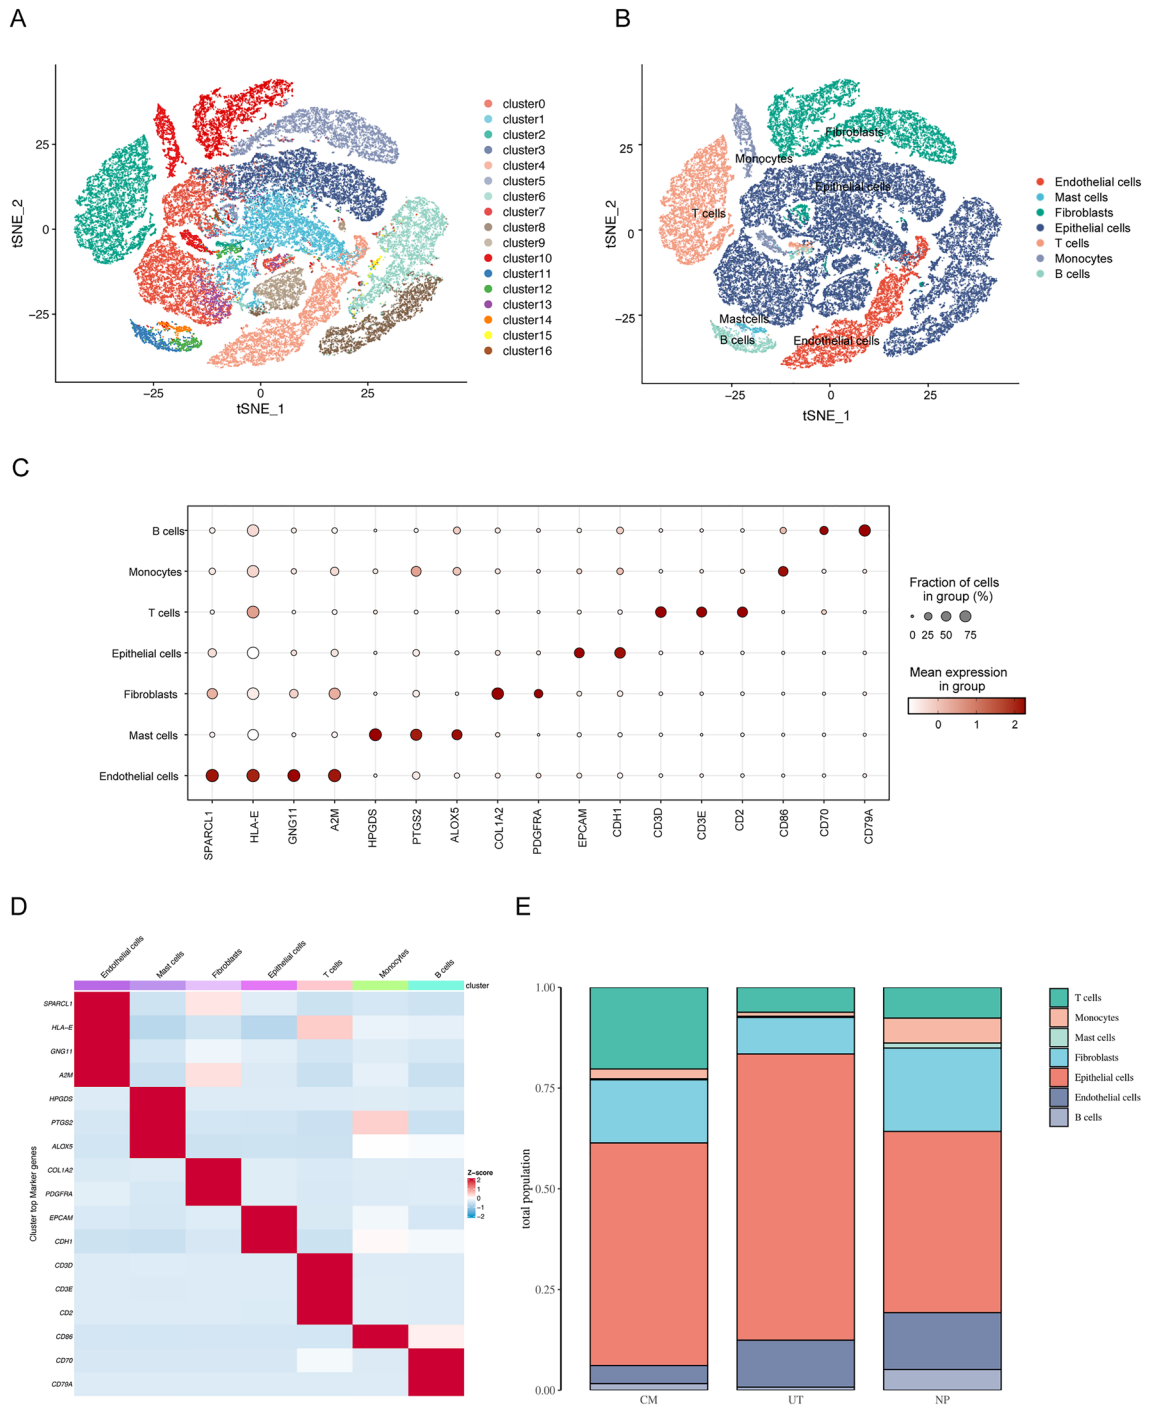 A
B
25
0
−25
tSNE_2
−25
0
25
tSNE_1
cluster0
cluster1
cluster2
cluster3
cluster4
cluster5
cluster6
cluster7
cluster8
cluster9
cluster10
cluster11
cluster12
cluster13
cluster14
cluster15
cluster16
25
0
−25
tSNE_2
Fibroblasts
Monocytes
Epithelial cells
T cells
Mastcells
B cells
Endothelial cells
−25
0
25
tSNE_1
Endothelial cells
Mast cells
Fibroblasts
Epithelial cells
T cells
Monocytes
B cells
C
B cells
Monocytes
T cells
Epithelial cells
Fibroblasts
Mast cells
Endothelial cells
SPARCL1
HLA-E
GNG11
A2M
HPGDS
PTGS2
ALOX5
COL1A2
PDGFRA
EPCAM
CDH1
CD3D
CD3E
CD2
CD86
CD70
CD79A
Fraction of cells
in group (%)
0 25 50 75
Mean expression
in group
0 1 2
D
Endothelial cells
Mast cells
Fibroblasts
Epithelial cells
T cells
Monocytes
B cells
cluster
SPARCL1
HLA−E
GNG11
A2M
HPGDS
PTGS2
ALOX5
COL1A2
PDGFRA
EPCAM
CDH1
CD3D
CD3E
CD2
CD86
CD70
CD79A
Cluster top Marker genes
Z−score
2
1
0
−1
−2
E
1.00
0.75
0.50
0.25
0.00
total population
CM
UT
NP
T cells
Monocytes
Mast cells
Fibroblasts
Epithelial cells
Endothelial cells
B cells